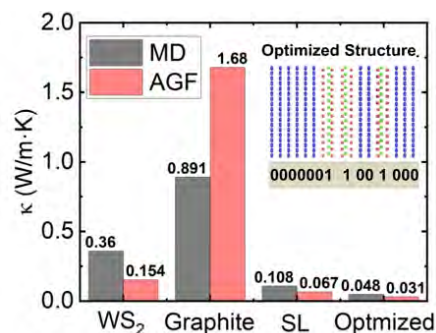 κ (W/m·K)
2.0
1.5
1.0
0.5
0.0
MD
AGF
Optimized Structure.
0000001 1 00 1 000
0.36
0.154
0.891
1.68
0.108
0.067
0.048
0.031
WS₂
Graphite
SL
Optmized